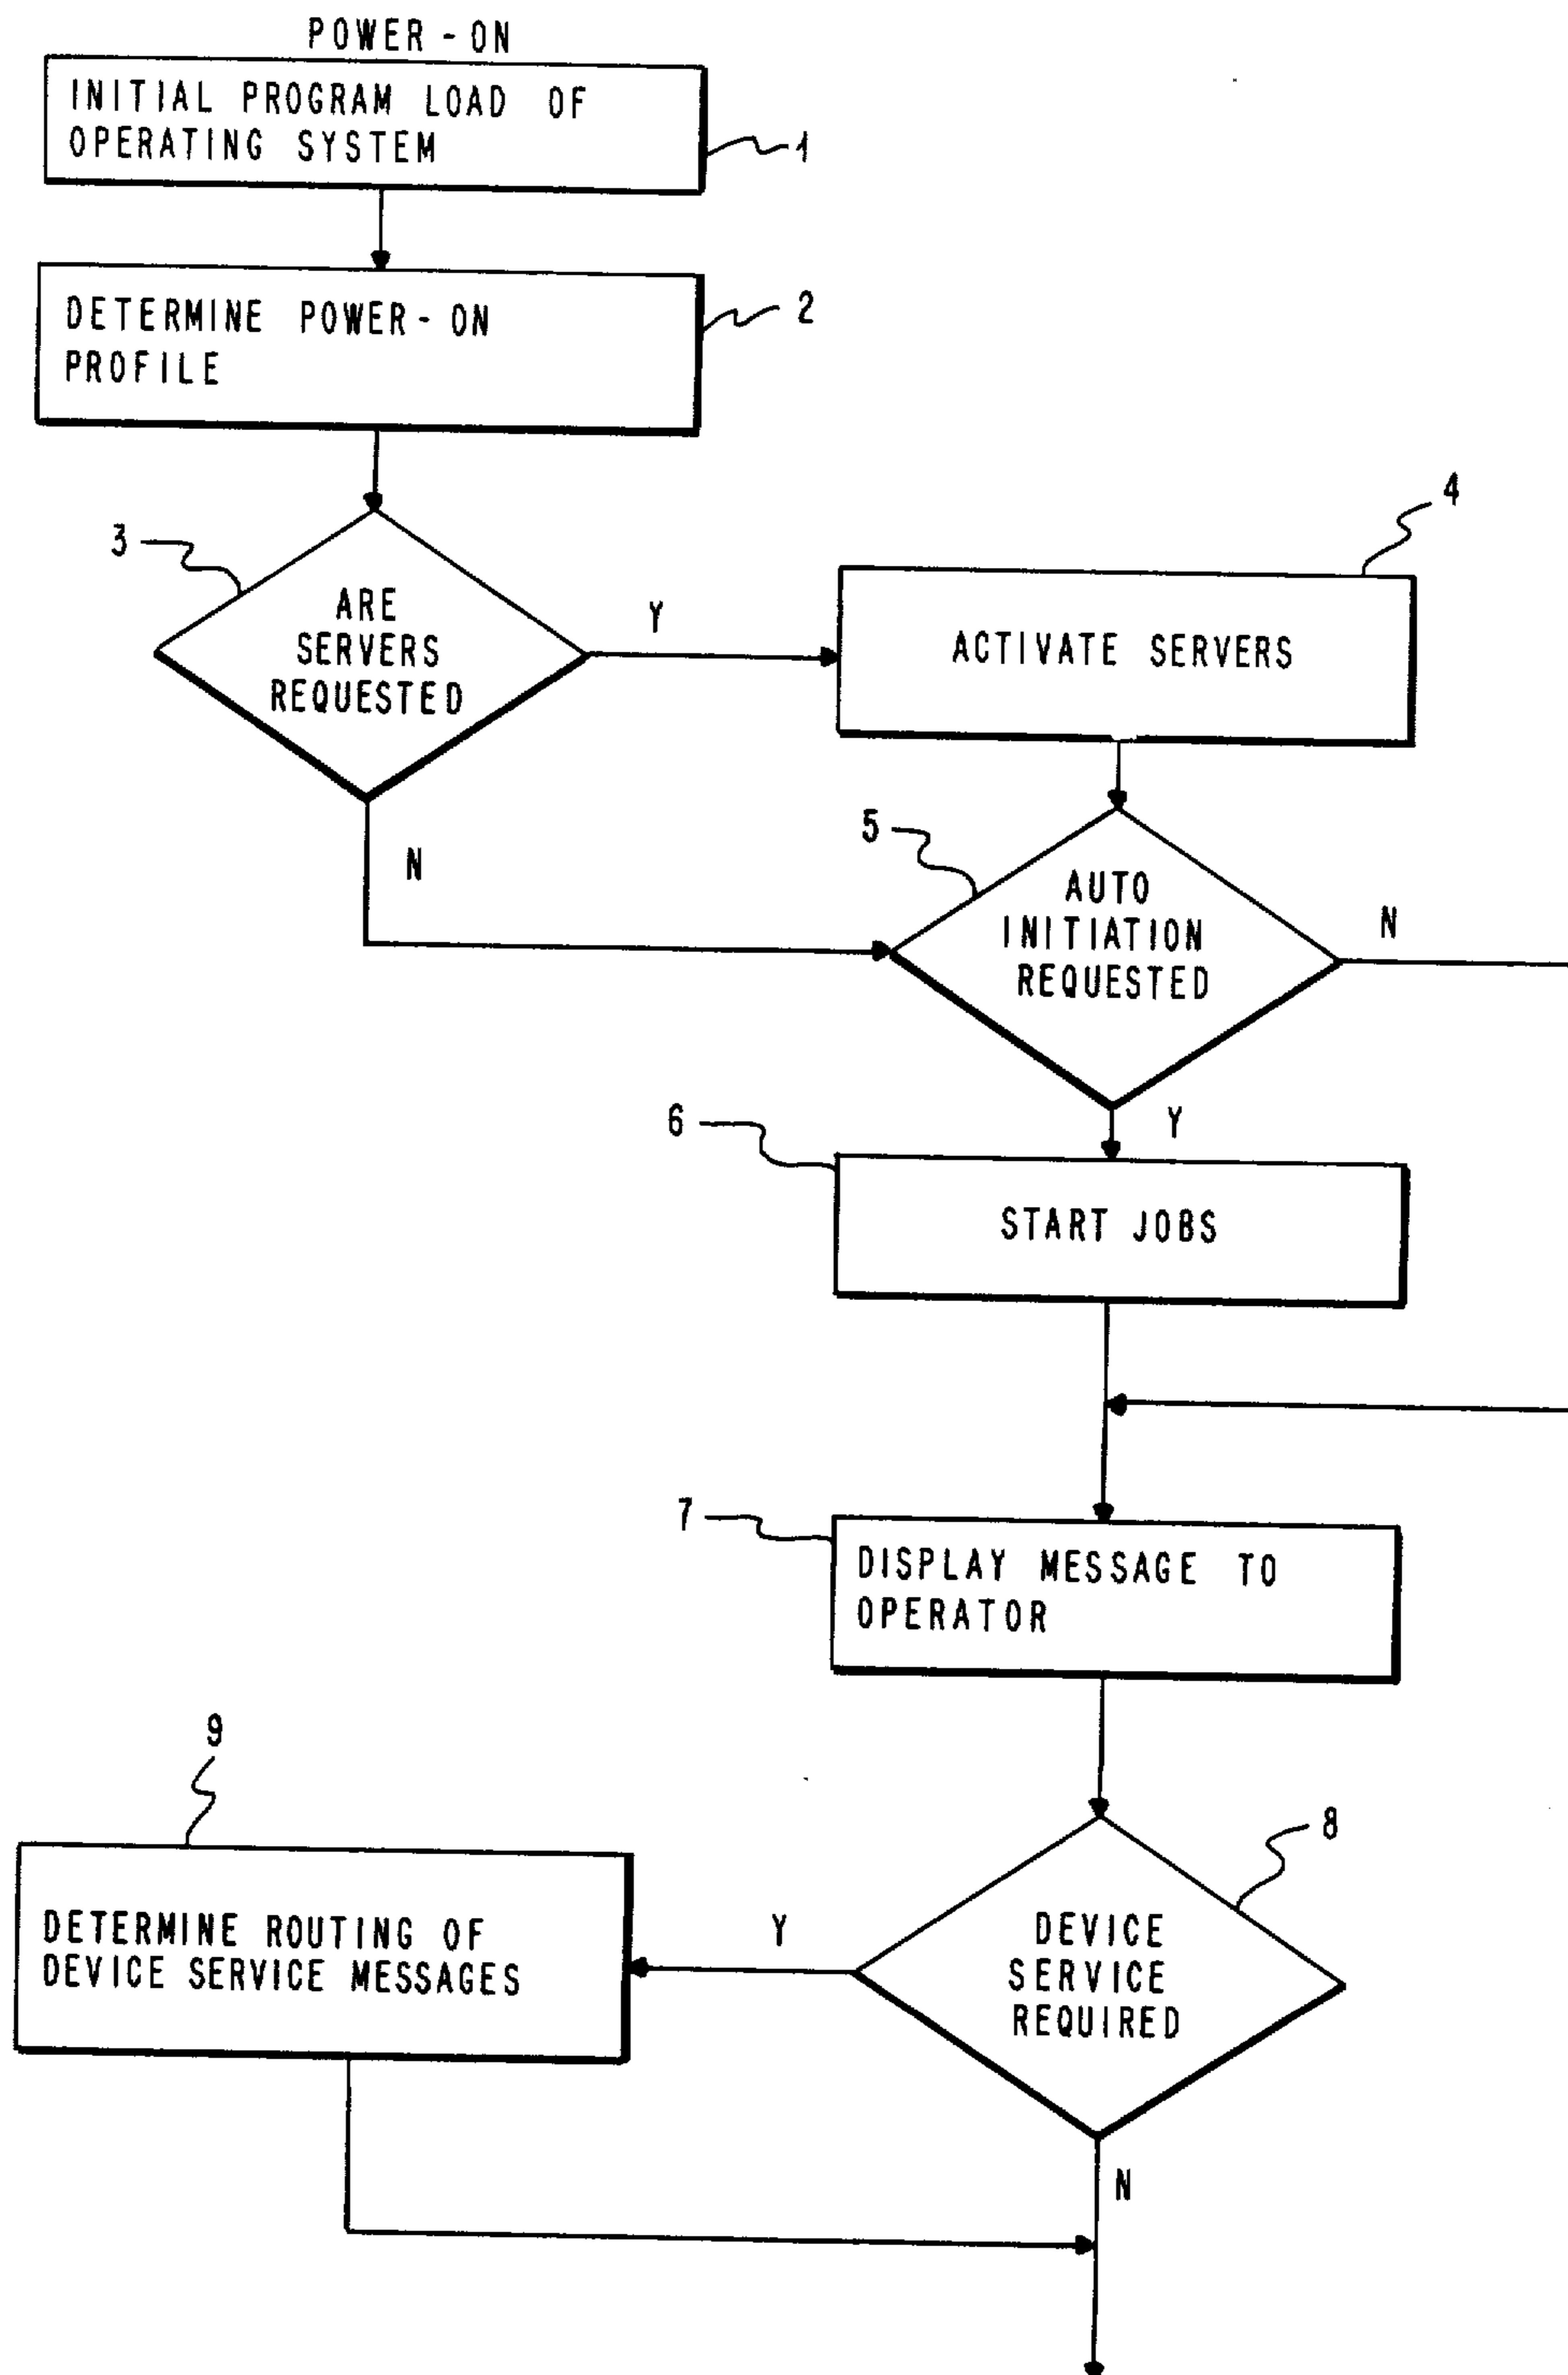 POWER-ON
INITIAL PROGRAM LOAD OF
OPERATING SYSTEM
1
DETERMINE POWER-ON
PROFILE
2
3
ARE
SERVERS
REQUESTED
Y
N
4
ACTIVATE SERVERS
5
AUTO
INITIATION
REQUESTED
N
Y
6
START JOBS
7
DISPLAY MESSAGE TO
OPERATOR
8
DEVICE
SERVICE
REQUIRED
Y
N
9
DETERMINE ROUTING OF
DEVICE SERVICE MESSAGES